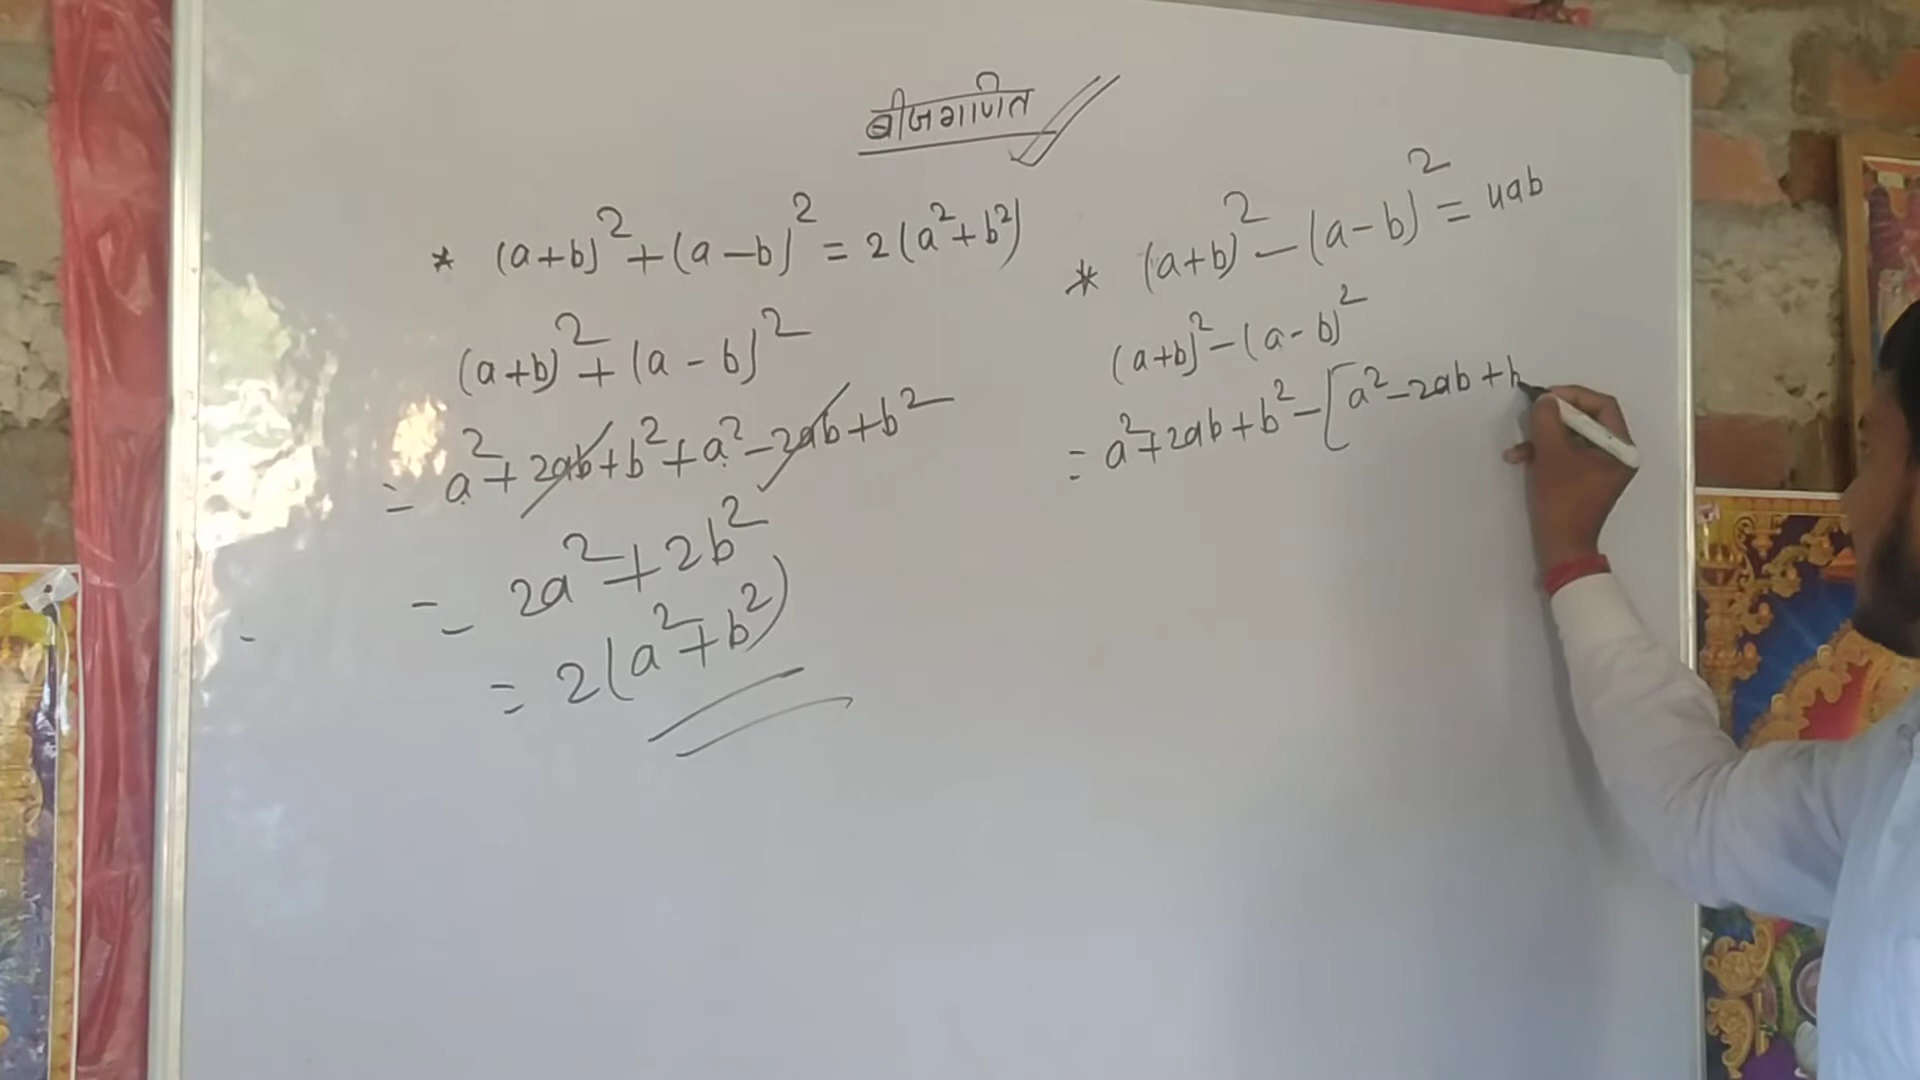 बीजगणित
* (a+b)²+(a-b)² = 2(a²+b²)
(a+b)²+(a-b)²
= a²+2ab+b²+a²-2ab+b²
= 2a²+2b²
= 2(a²+b²)
* (a+b)²-(a-b)² = 4ab
(a+b)²-(a-b)²
= a²+2ab+b²-[a²-2ab+b